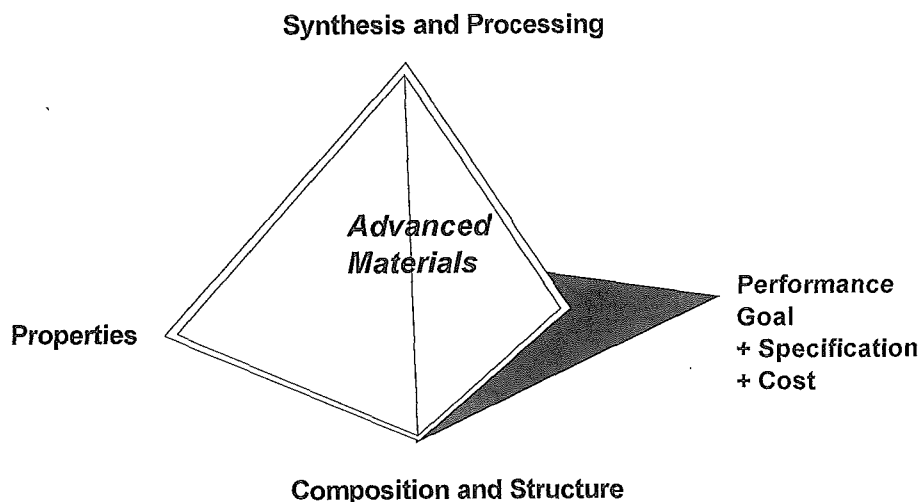 Synthesis and Processing
Advanced
Materials
Properties
Performance
Goal
+ Specification
+ Cost
Composition and Structure